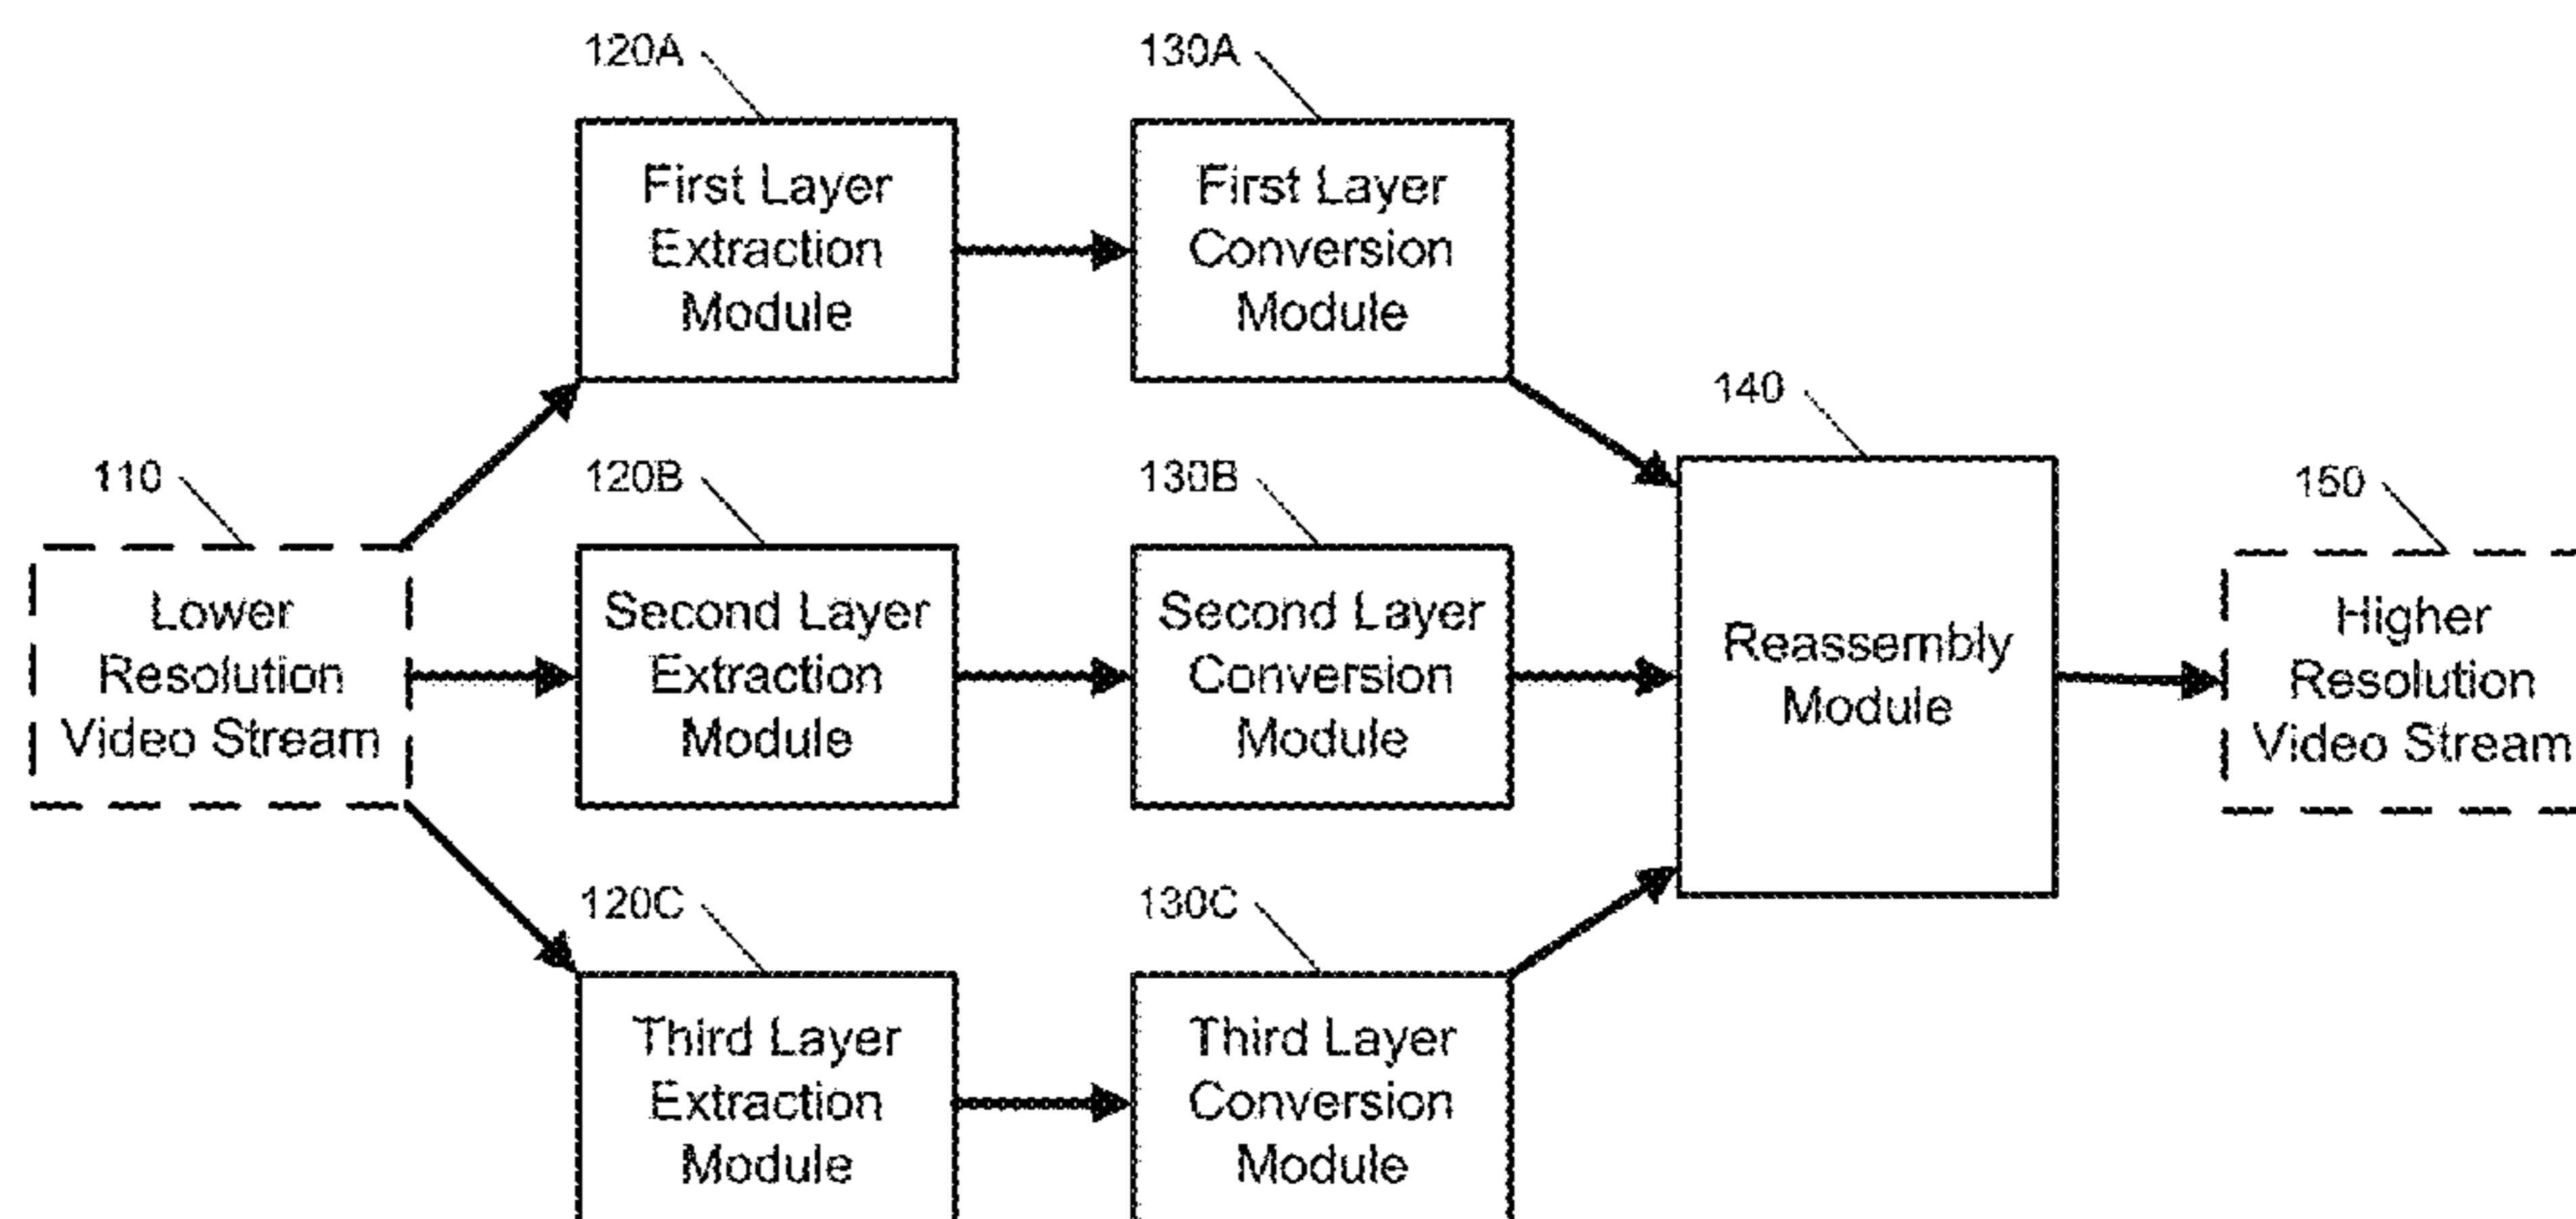 120A
130A
First Layer
Extraction
Module
First Layer
Conversion
Module
140
110
120B
130B
150
Lower
Resolution
Video Stream
Second Layer
Extraction
Module
Second Layer
Conversion
Module
Reassembly
Module
Higher
Resolution
Video Stream
120C
130C
Third Layer
Extraction
Module
Third Layer
Conversion
Module